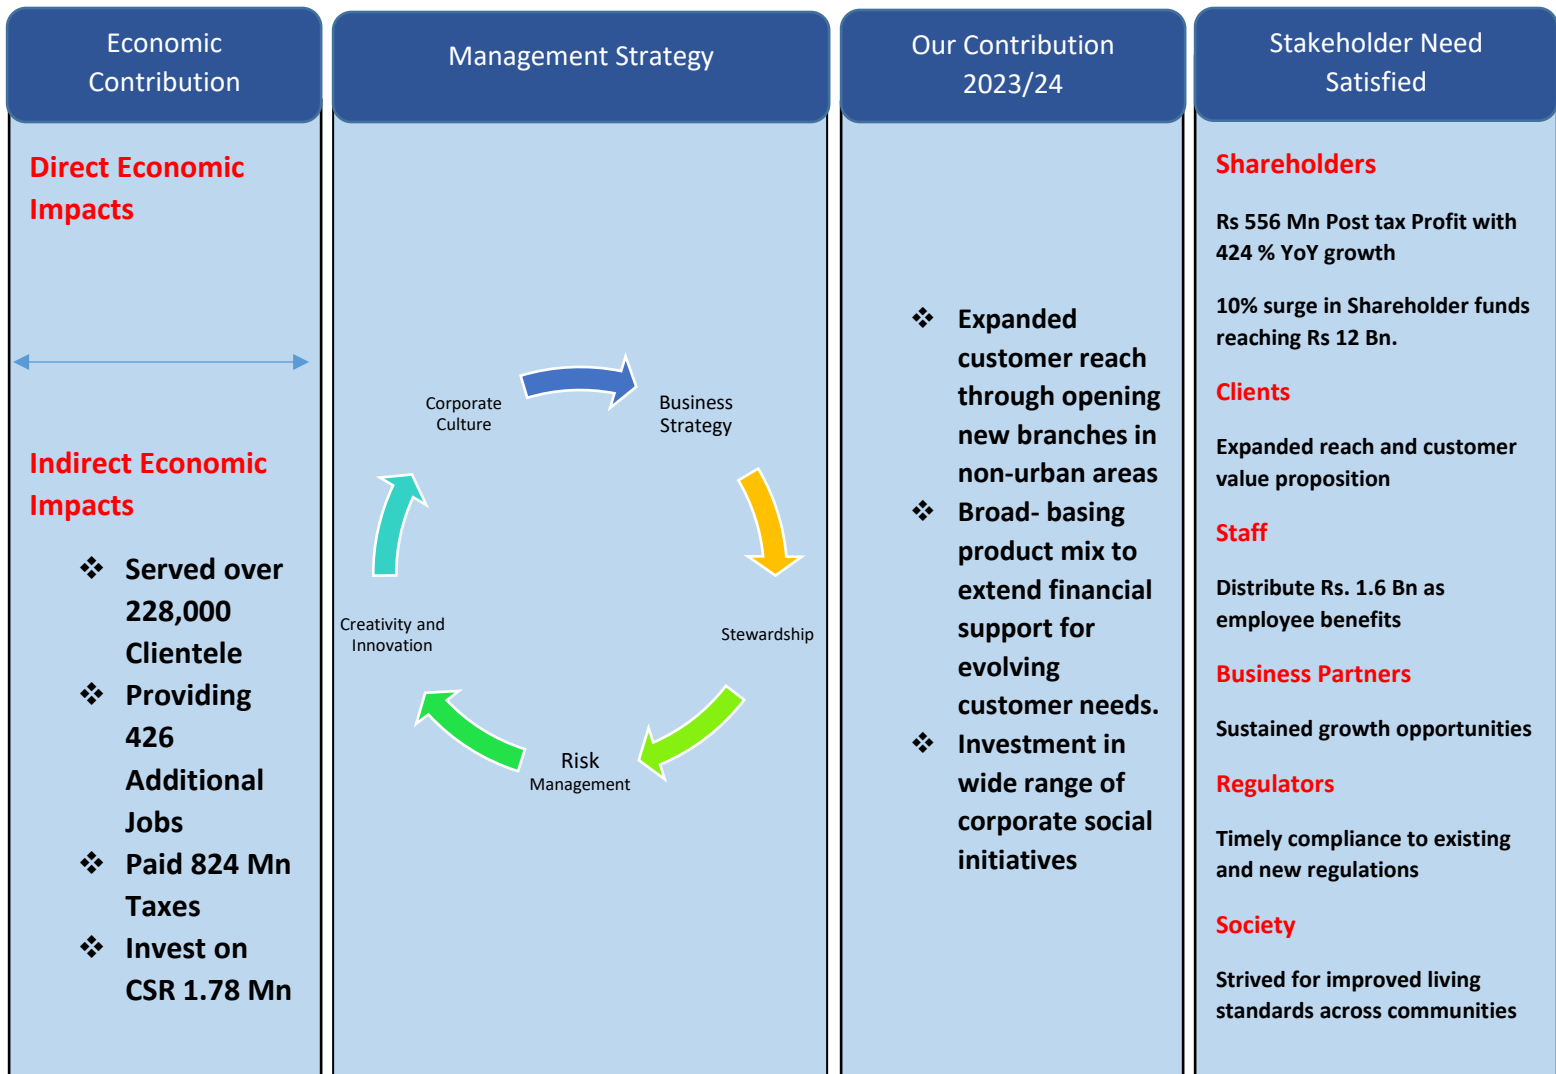 Economic
Contribution
Direct Economic
Impacts
Indirect Economic
Impacts
❖ Served over
228,000
Clientele
❖ Providing
426
Additional
Jobs
❖ Paid 824 Mn
Taxes
❖ Invest on
CSR 1.78 Mn
Management Strategy
Corporate
Culture
Business
Strategy
Stewardship
Risk
Management
Creativity and
Innovation
Our Contribution
2023/24
❖ Expanded
customer reach
through opening
new branches in
non-urban areas
❖ Broad- basing
product mix to
extend financial
support for
evolving
customer needs.
❖ Investment in
wide range of
corporate social
initiatives
Stakeholder Need
Satisfied
Shareholders
Rs 556 Mn Post tax Profit with
424 % YoY growth
10% surge in Shareholder funds
reaching Rs 12 Bn.
Clients
Expanded reach and customer
value proposition
Staff
Distribute Rs. 1.6 Bn as
employee benefits
Business Partners
Sustained growth opportunities
Regulators
Timely compliance to existing
and new regulations
Society
Strived for improved living
standards across communities